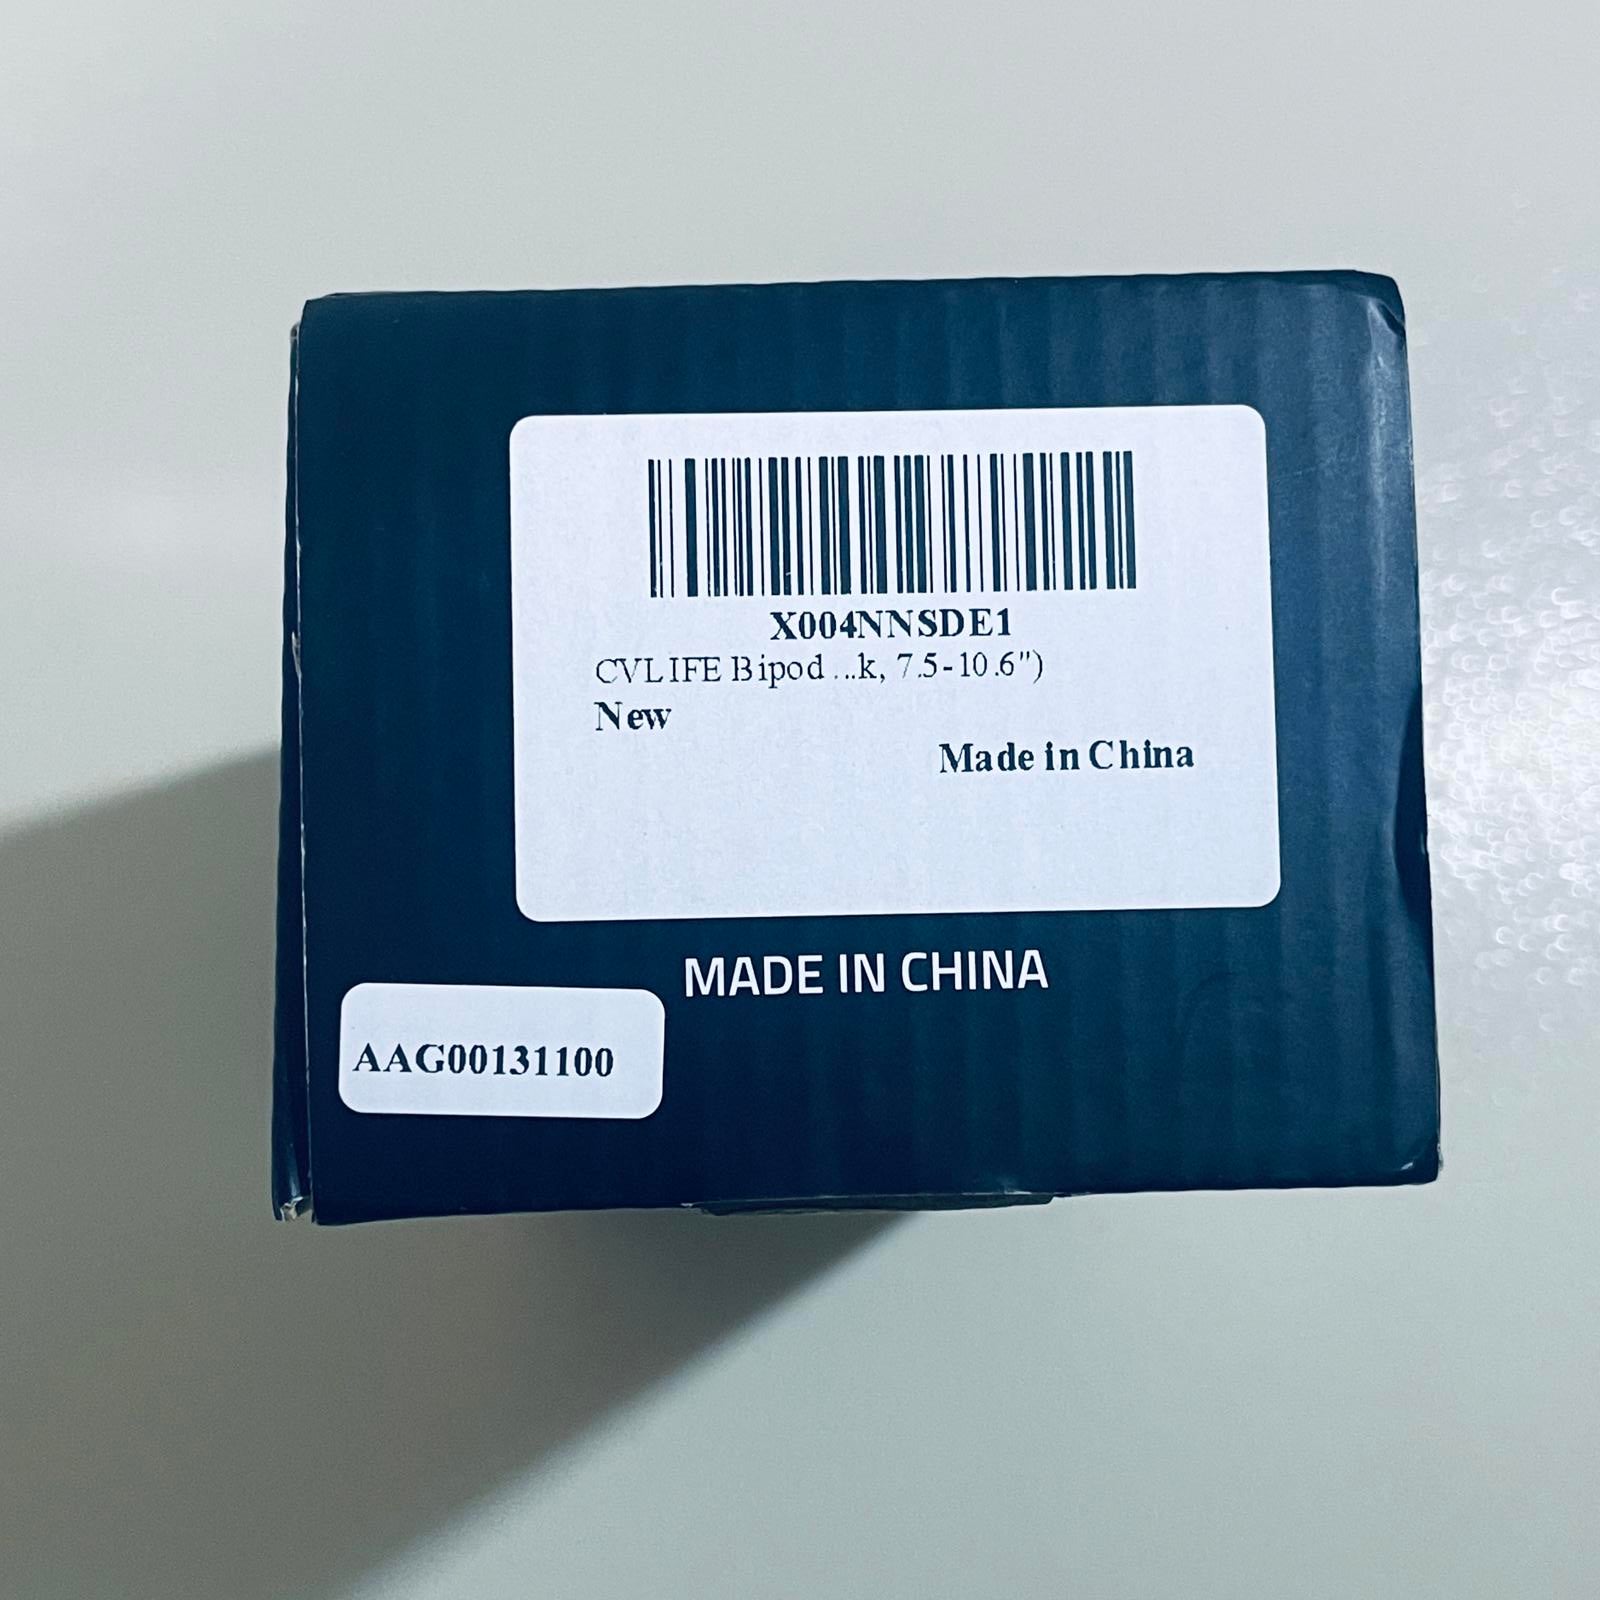 X004NNSDE1
CVLIFE Bipod ...k, 7.5-10.6")
New
Made in China
MADE IN CHINA
AAG00131100